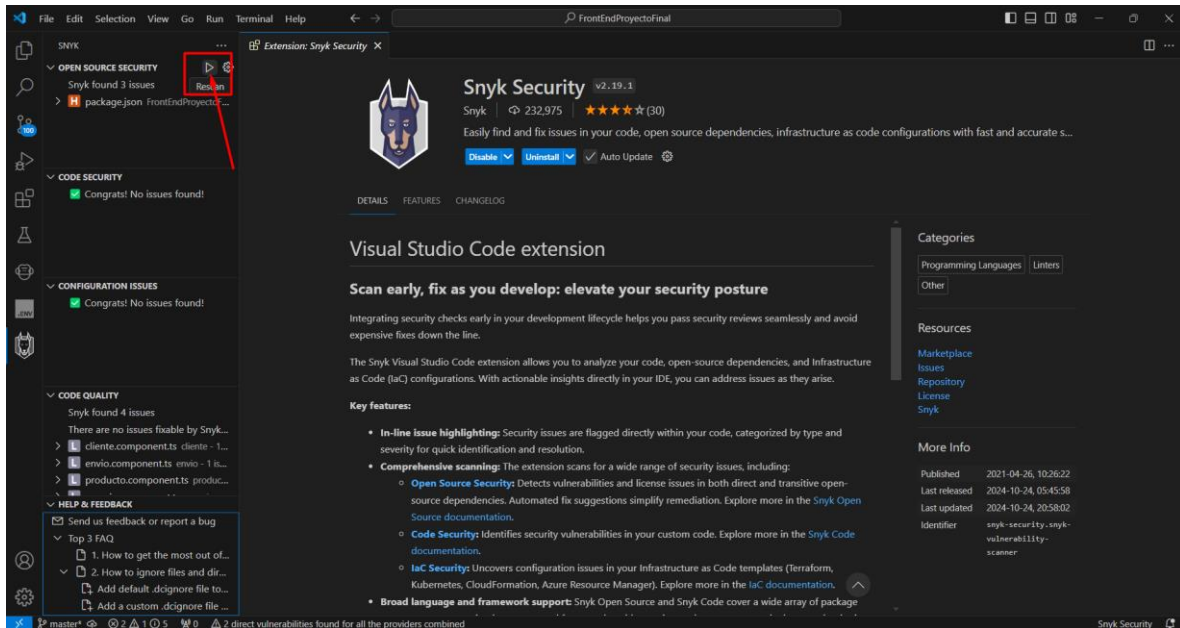 File Edit Selection View Go Run Terminal Help
FrontEndProyectoFinal
SNYK
OPEN SOURCE SECURITY
Snyk found 3 issues
Rescan
H package.json FrontEndProyectoF...
100
CODE SECURITY
Congrats! No issues found!
CONFIGURATION ISSUES
Congrats! No issues found!
.ENV
CODE QUALITY
Snyk found 4 issues
There are no issues fixable by Snyk...
L cliente.component.ts cliente - 1...
L envio.component.ts envio - 1 is...
L producto.component.ts produc...
HELP & FEEDBACK
Send us feedback or report a bug
Top 3 FAQ
1. How to get the most out of...
2. How to ignore files and dir...
Add default .dcignore file to...
Add a custom .dcignore file ...
Extension: Snyk Security
Snyk Security v2.19.1
Snyk 232,975 (30)
Easily find and fix issues in your code, open source dependencies, infrastructure as code configurations with fast and accurate s...
Disable Uninstall Auto Update
DETAILS FEATURES CHANGELOG
Visual Studio Code extension
Scan early, fix as you develop: elevate your security posture
Integrating security checks early in your development lifecycle helps you pass security reviews seamlessly and avoid
expensive fixes down the line.
The Snyk Visual Studio Code extension allows you to analyze your code, open-source dependencies, and Infrastructure
as Code (IaC) configurations. With actionable insights directly in your IDE, you can address issues as they arise.
Key features:
• In-line issue highlighting: Security issues are flagged directly within your code, categorized by type and
severity for quick identification and resolution.
• Comprehensive scanning: The extension scans for a wide range of security issues, including:
Open Source Security: Detects vulnerabilities and license issues in both direct and transitive open-
source dependencies. Automated fix suggestions simplify remediation. Explore more in the Snyk Open
Source documentation.
Code Security: Identifies security vulnerabilities in your custom code. Explore more in the Snyk Code
documentation.
IaC Security: Uncovers configuration issues in your Infrastructure as Code templates (Terraform,
Kubernetes, CloudFormation, Azure Resource Manager). Explore more in the IaC documentation.
• Broad language and framework support: Snyk Open Source and Snyk Code cover a wide array of package
Categories
Programming Languages Linters
Other
Resources
Marketplace
Issues
Repository
License
Snyk
More Info
Published 2021-04-26, 10:26:22
Last released 2024-10-24, 05:45:58
Last updated 2024-10-24, 20:58:02
Identifier snyk-security.snyk-
vulnerability-
scanner
master* 2 1 5 0 2 direct vulnerabilities found for all the providers combined
Snyk Security